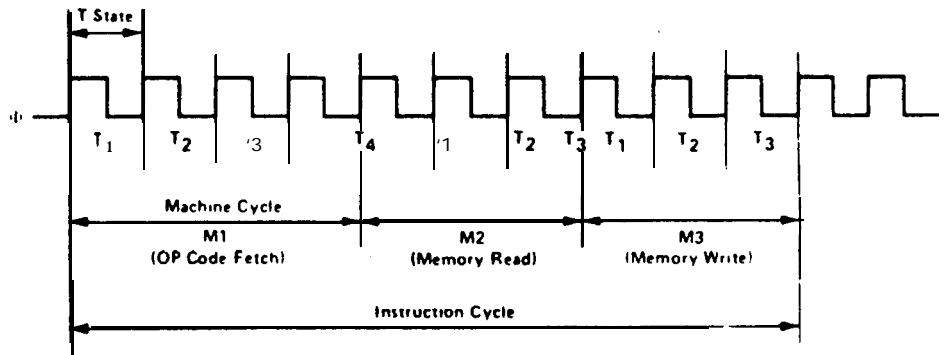 T State
Φ
T1 T2 '3 T4 '1 T2 T3 T1 T2 T3
Machine Cycle
M1 M2 M3
(OP Code Fetch) (Memory Read) (Memory Write)
Instruction Cycle